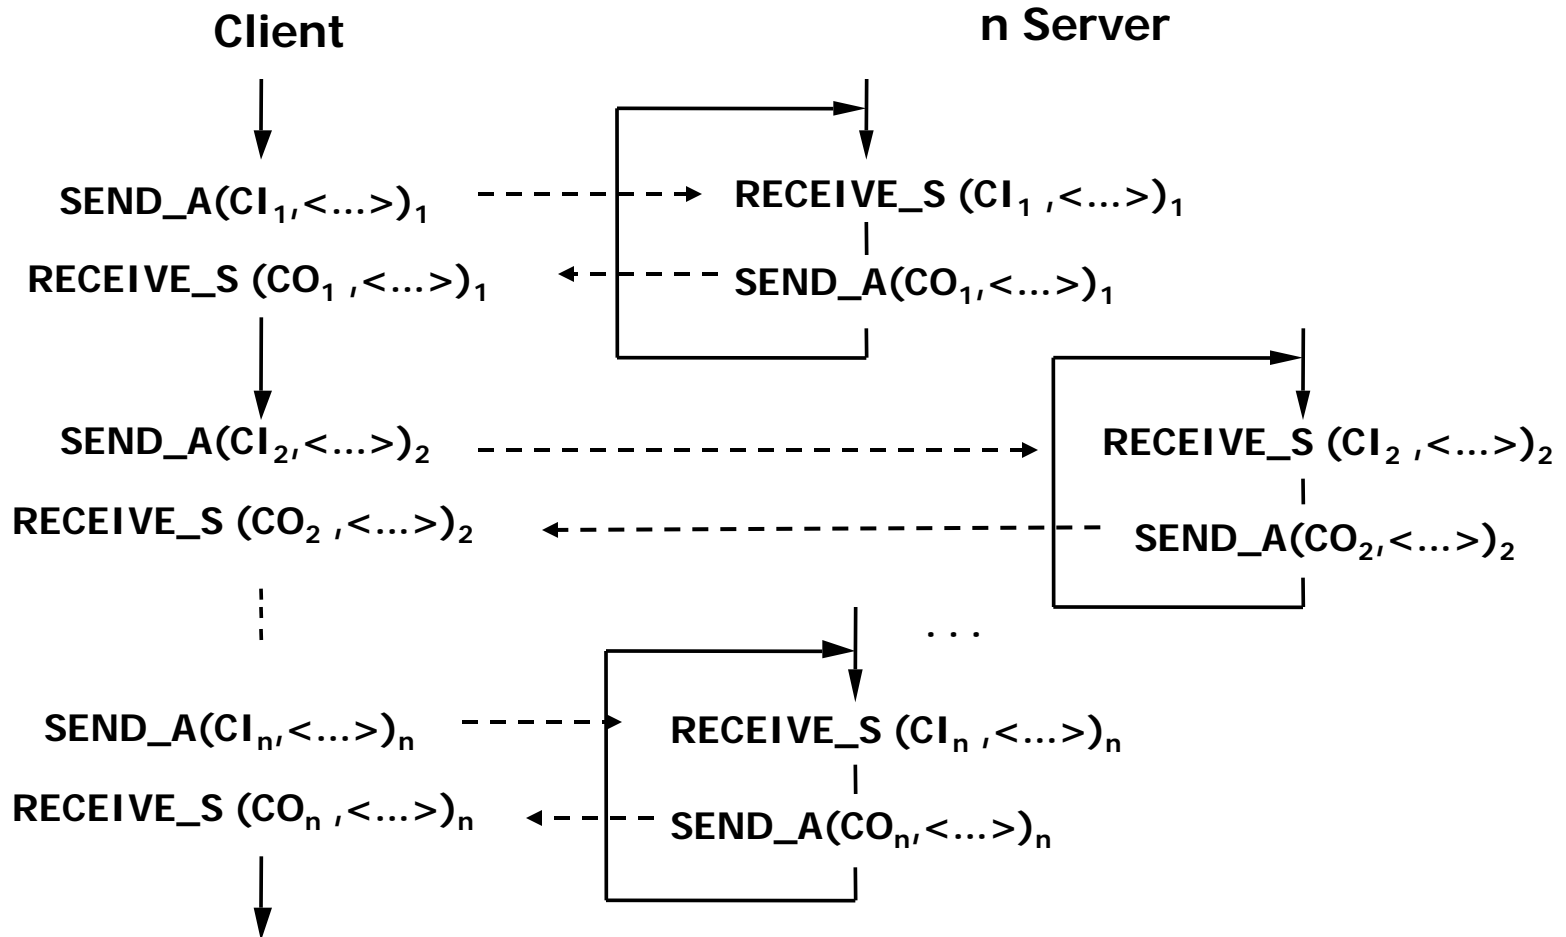 Client
n Server
SEND_A(CI₁,<...>)₁
RECEIVE_S (CI₁ ,<...>)₁
RECEIVE_S (CO₁ ,<...>)₁
SEND_A(CO₁,<...>)₁
SEND_A(CI₂,<...>)₂
RECEIVE_S (CI₂ ,<...>)₂
RECEIVE_S (CO₂ ,<...>)₂
SEND_A(CO₂,<...>)₂
. . .
SEND_A(CIₙ,<...>)ₙ
RECEIVE_S (CIₙ ,<...>)ₙ
RECEIVE_S (COₙ ,<...>)ₙ
SEND_A(COₙ,<...>)ₙ